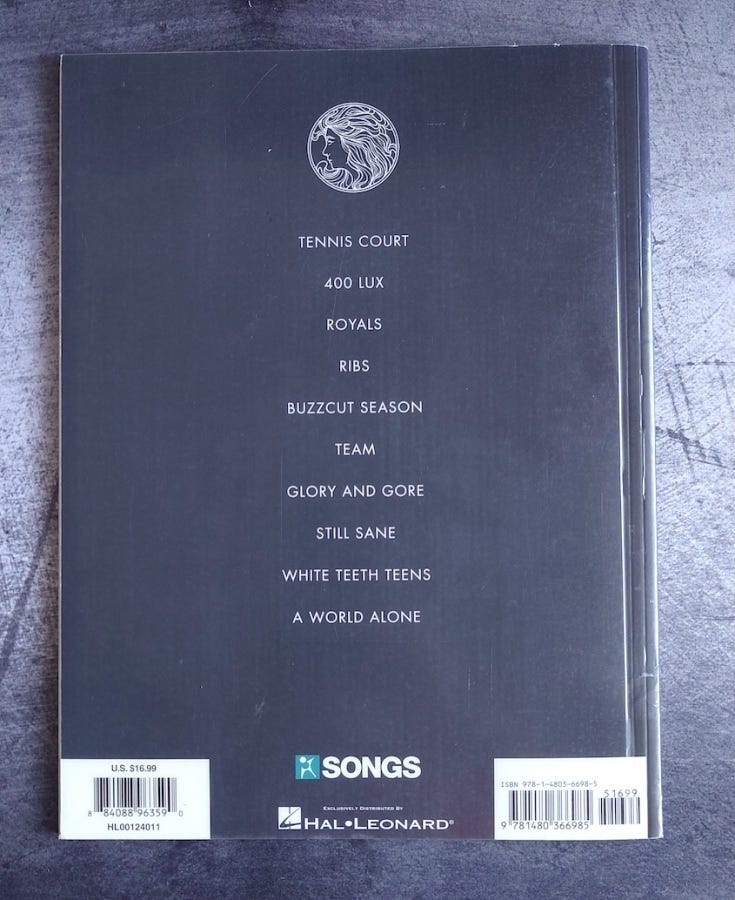 TENNIS COURT
400 LUX
ROYALS
RIBS
BUZZCUT SEASON
TEAM
GLORY AND GORE
STILL SANE
WHITE TEETH TEENS
A WORLD ALONE
SONGS
EXCLUSIVELY DISTRIBUTED BY
HAL•LEONARD®
U.S. $16.99
8 84088 96359 0
HL00124011
ISBN 978-1-4803-6698-5
51699
9 781480 366985